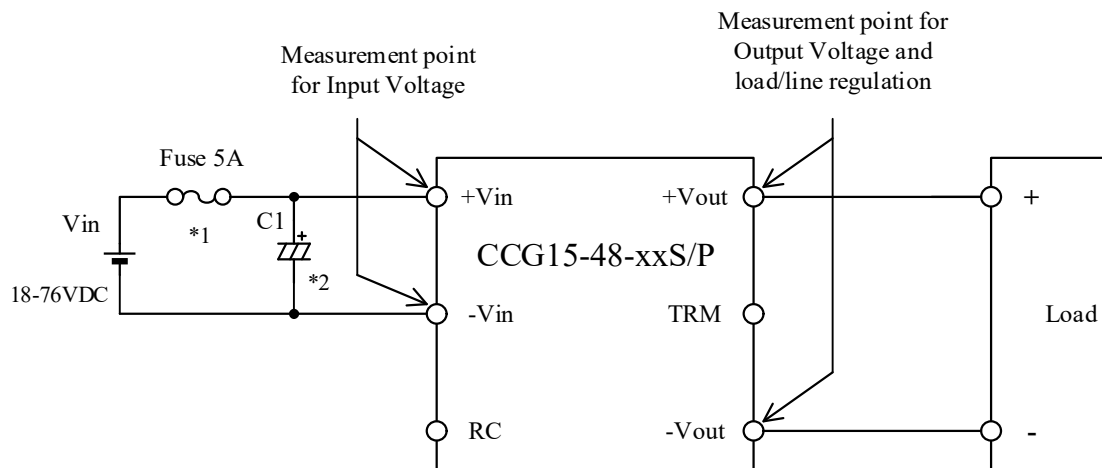 Measurement point
for Input Voltage
Measurement point for
Output Voltage and
load/line regulation
Fuse 5A
*1
C1
+
*2
Vin
18-76VDC
+Vin
-Vin
RC
CCG15-48-xxS/P
+Vout
TRM
-Vout
+
Load
-